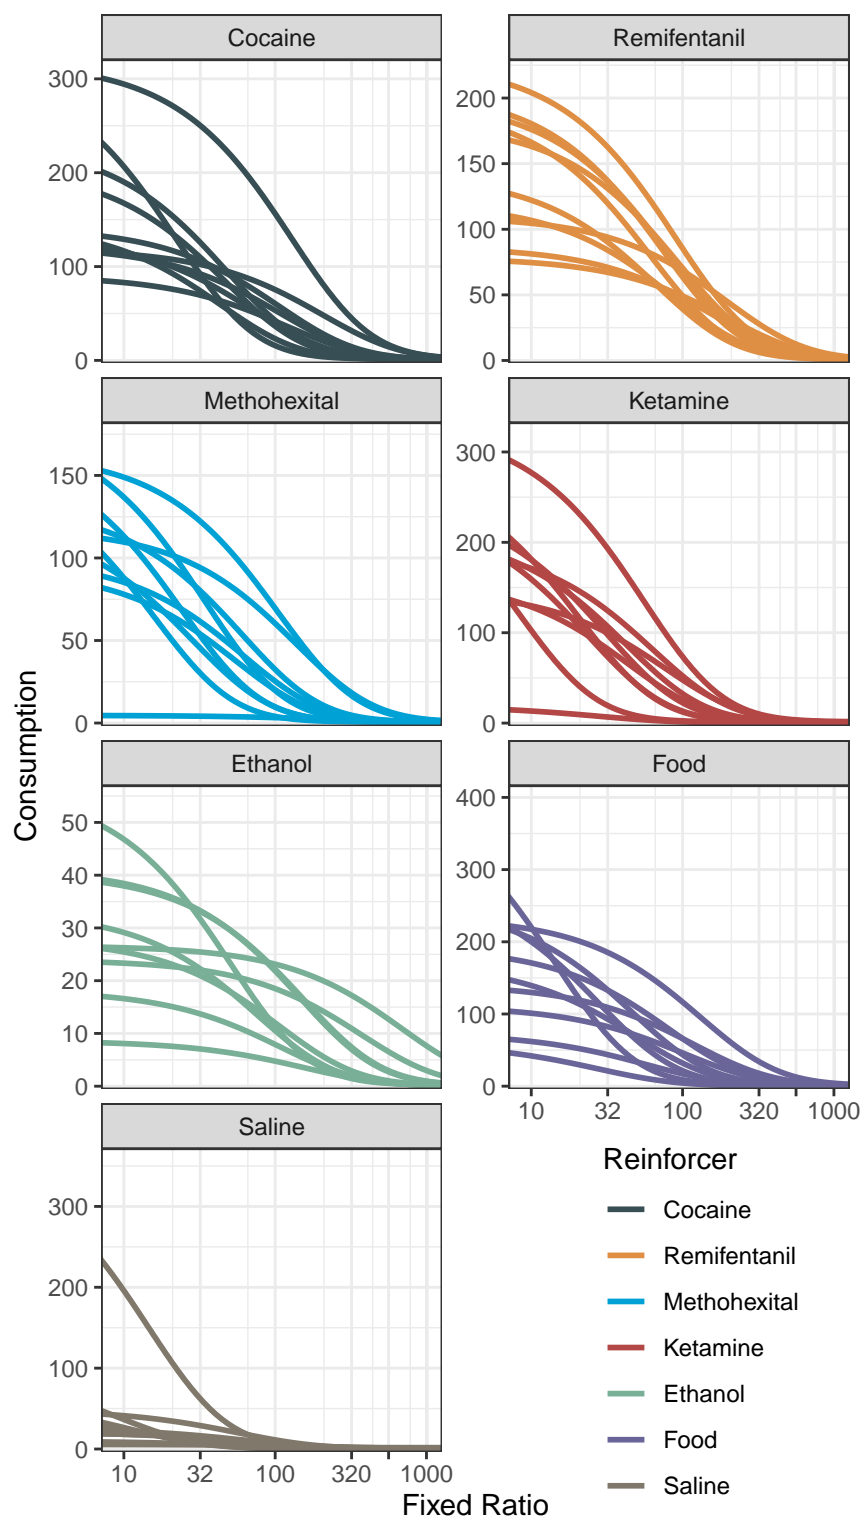 Cocaine
Remifentanil
300
200
100
0
200
150
100
50
0
Methohexital
Ketamine
150
100
50
0
300
200
100
0
Consumption
Ethanol
Food
50
40
30
20
10
0
400
300
200
100
0
10 32 100 320 1000
Saline
300
200
100
0
10 32 100 320 1000
Fixed Ratio
Reinforcer
Cocaine
Remifentanil
Methohexital
Ketamine
Ethanol
Food
Saline